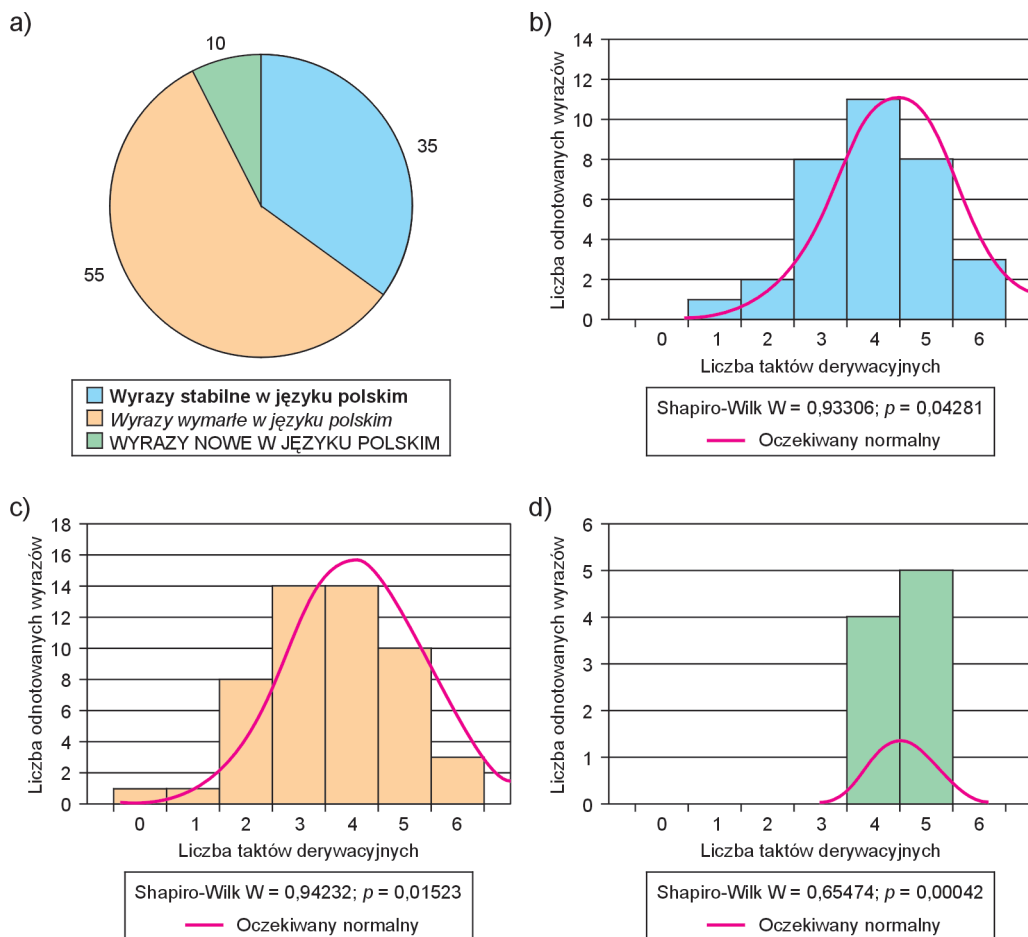 a)
10
35
55
Wyrazy stabilne w języku polskim
Wyrazy wymarłe w języku polskim
WYRAZY NOWE W JĘZYKU POLSKIM
b)
Liczba odnotowanych wyrazów
14
12
10
8
6
4
2
0
0 1 2 3 4 5 6
Liczba taktów derywacyjnych
Shapiro-Wilk W = 0,93306; p = 0,04281
Oczekiwany normalny
c)
Liczba odnotowanych wyrazów
18
16
14
12
10
8
6
4
2
0
0 1 2 3 4 5 6
Liczba taktów derywacyjnych
Shapiro-Wilk W = 0,94232; p = 0,01523
Oczekiwany normalny
d)
Liczba odnotowanych wyrazów
6
5
4
3
2
1
0
0 1 2 3 4 5 6
Liczba taktów derywacyjnych
Shapiro-Wilk W = 0,65474; p = 0,00042
Oczekiwany normalny